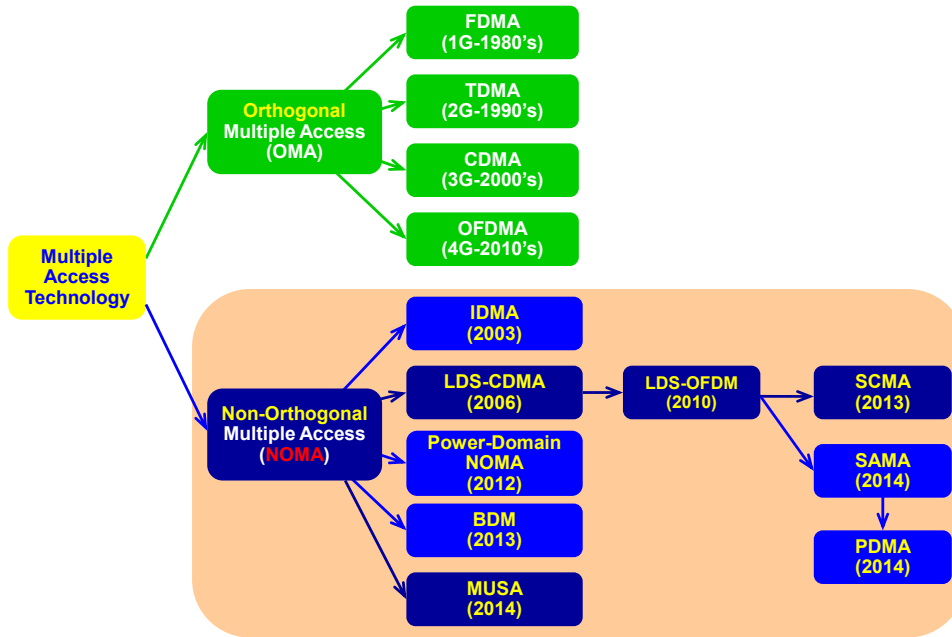 FDMA
(1G-1980's)
TDMA
(2G-1990's)
Orthogonal
Multiple Access
(OMA)
CDMA
(3G-2000's)
OFDMA
(4G-2010's)
Multiple
Access
Technology
IDMA
(2003)
LDS-CDMA
(2006)
LDS-OFDM
(2010)
SCMA
(2013)
Non-Orthogonal
Multiple Access
(NOMA)
Power-Domain
NOMA
(2012)
SAMA
(2014)
BDM
(2013)
PDMA
(2014)
MUSA
(2014)